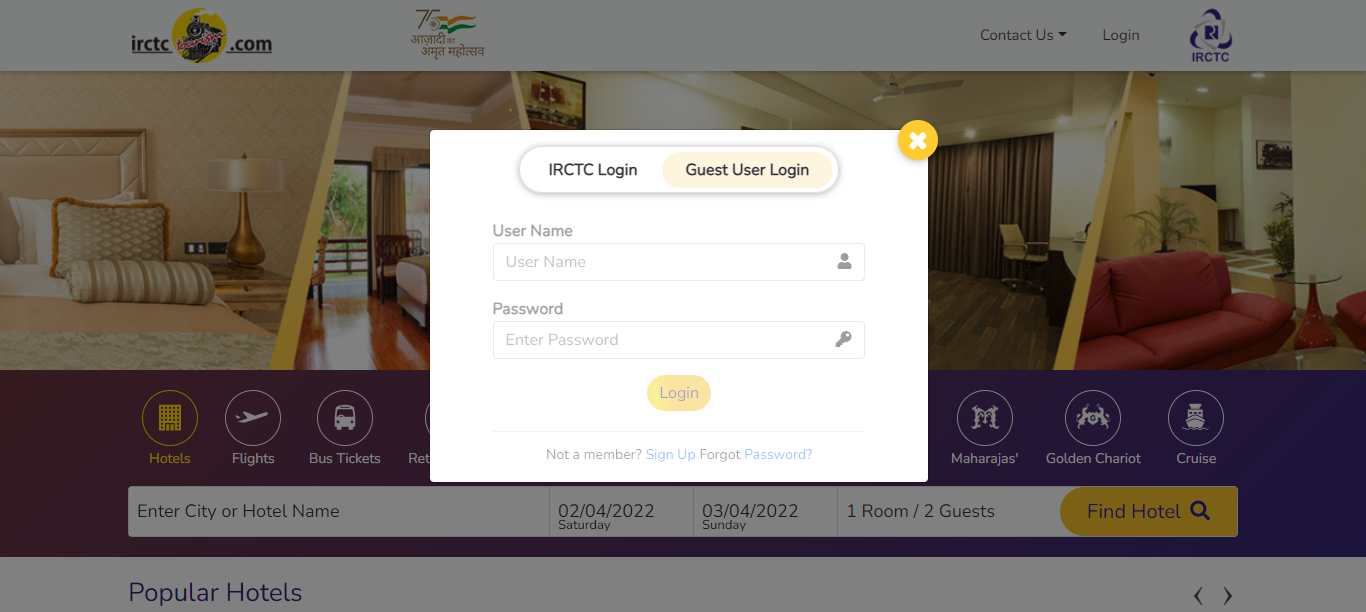 irctc tourism .com
75
आज़ादी का
अमृत महोत्सव
Contact Us
Login
IRCTC
IRCTC Login
Guest User Login
User Name
User Name
Password
Enter Password
Login
Not a member? Sign Up Forgot Password?
Hotels
Flights
Bus Tickets
Ret
Maharajas'
Golden Chariot
Cruise
Enter City or Hotel Name
02/04/2022
Saturday
03/04/2022
Sunday
1 Room / 2 Guests
Find Hotel
Popular Hotels